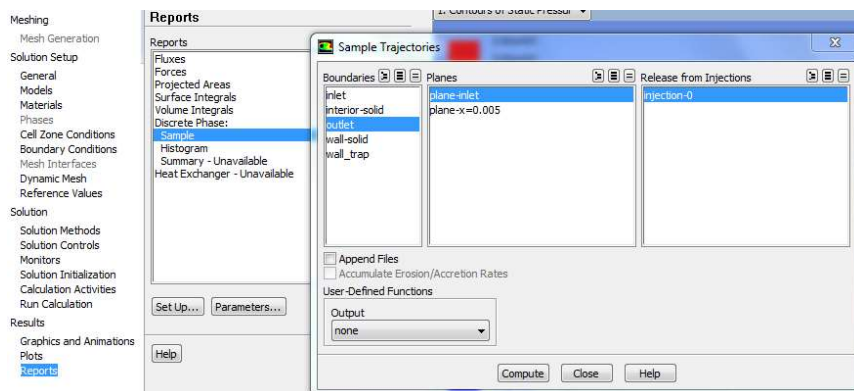 Meshing
Mesh Generation
Solution Setup
General
Models
Materials
Phases
Cell Zone Conditions
Boundary Conditions
Mesh Interfaces
Dynamic Mesh
Reference Values
Solution
Solution Methods
Solution Controls
Monitors
Solution Initialization
Calculation Activities
Run Calculation
Results
Graphics and Animations
Plots
Reports
Reports
Reports
Fluxes
Forces
Projected Areas
Surface Integrals
Volume Integrals
Discrete Phase:
Sample
Histogram
Summary - Unavailable
Heat Exchanger - Unavailable
Set Up...
Parameters...
Help
1: Contours of Static Pressur
Sample Trajectories
Boundaries
inlet
interior-solid
outlet
wall-solid
wall_trap
Planes
plane-inlet
plane-x=0.005
Release from Injections
injection-0
Append Files
Accumulate Erosion/Accretion Rates
User-Defined Functions
Output
none
Compute
Close
Help